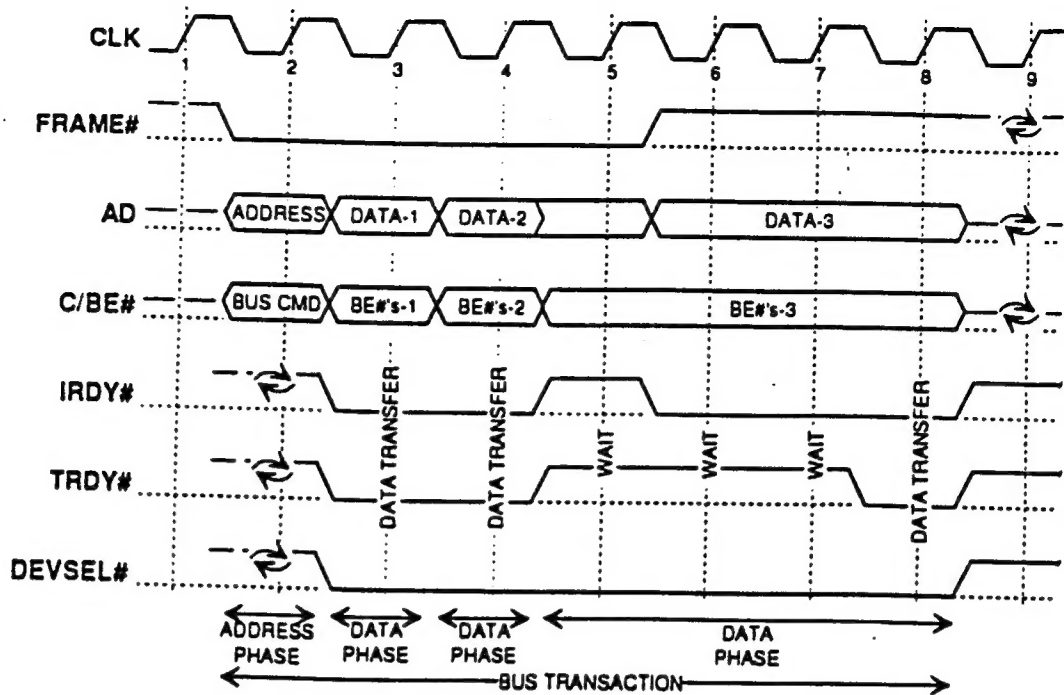 CLK
1 2 3 4 5 6 7 8 9
FRAME#
AD
ADDRESS DATA-1 DATA-2 DATA-3
C/BE#
BUS CMD BE#'s-1 BE#'s-2 BE#'s-3
IRDY#
TRDY#
DATA TRANSFER
DATA TRANSFER
WAIT
WAIT
WAIT
DATA TRANSFER
DEVSEL#
ADDRESS PHASE
DATA PHASE
DATA PHASE
DATA PHASE
BUS TRANSACTION